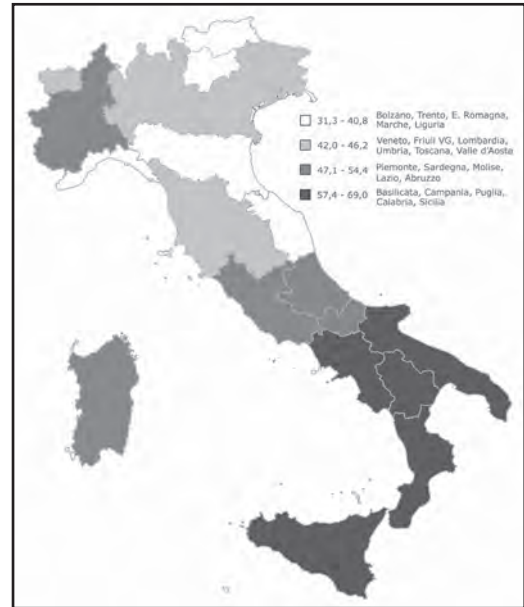 31,3 - 40,8 Bolzano, Trento, E. Romagna,
Marche, Liguria
42,0 - 46,2 Veneto, Friuli VG, Lombardia,
Umbria, Toscana, Valle d'Aosta
47,1 - 54,4 Piemonte, Sardegna, Molise,
Lazio, Abruzzo
57,4 - 69,0 Basilicata, Campania, Puglia,
Calabria, Sicilia